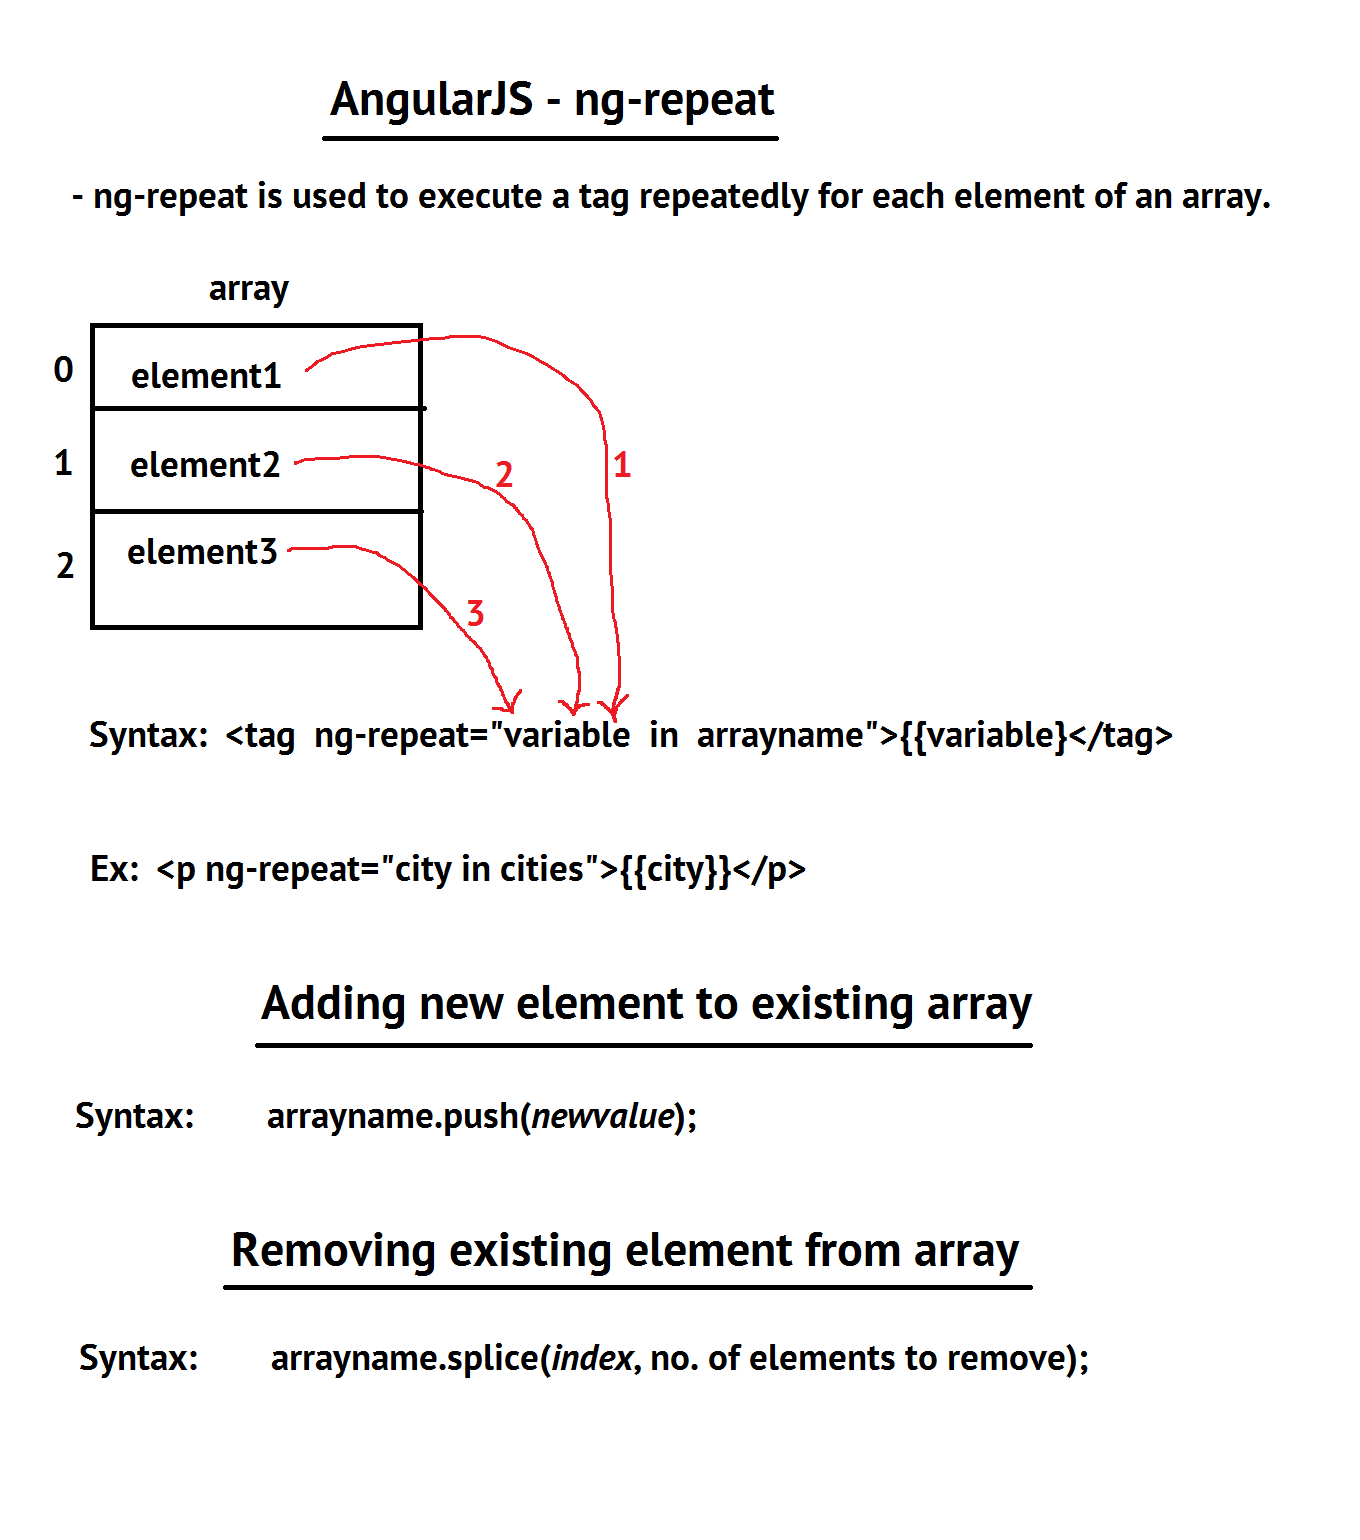 AngularJS - ng-repeat
- ng-repeat is used to execute a tag repeatedly for each element of an array.
array
0 element1
1 element2
2 element3
1
2
3
Syntax: <tag ng-repeat="variable in arrayname">{{variable}</tag>
Ex: <p ng-repeat="city in cities">{{city}}</p>
Adding new element to existing array
Syntax: arrayname.push(newvalue);
Removing existing element from array
Syntax: arrayname.splice(index, no. of elements to remove);